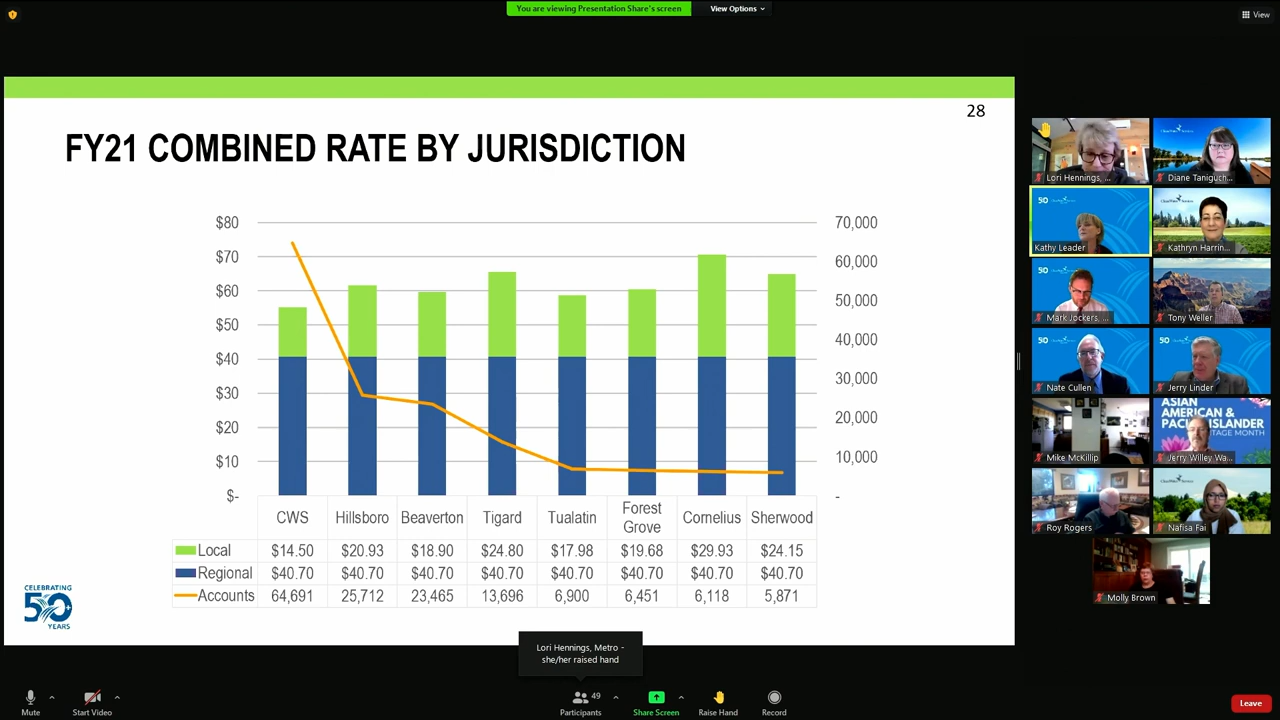 You are viewing Presentation Share's screen
View Options
View
28
FY21 COMBINED RATE BY JURISDICTION
$80
$70
$60
$50
$40
$30
$20
$10
$-
70,000
60,000
50,000
40,000
30,000
20,000
10,000
-
CWS Hillsboro Beaverton Tigard Tualatin Forest Grove Cornelius Sherwood
Local $14.50 $20.93 $18.90 $24.80 $17.98 $19.68 $29.93 $24.15
Regional $40.70 $40.70 $40.70 $40.70 $40.70 $40.70 $40.70 $40.70
Accounts 64,691 25,712 23,465 13,696 6,900 6,451 6,118 5,871
CELEBRATING
50
YEARS
Lori Hennings, ...
Diane Taniguch...
50
Kathy Leader
Kathryn Harrin...
50
Mark Jockers, ...
Tony Weller
50
Nate Cullen
50
Jerry Linder
Mike McKillip
ASIAN
AMERICAN &
Jerry Willey Wa...
Roy Rogers
Nafisa Fai
Molly Brown
Lori Hennings, Metro -
she/her raised hand
Mute
Start Video
49
Participants
Share Screen
Raise Hand
Record
Leave